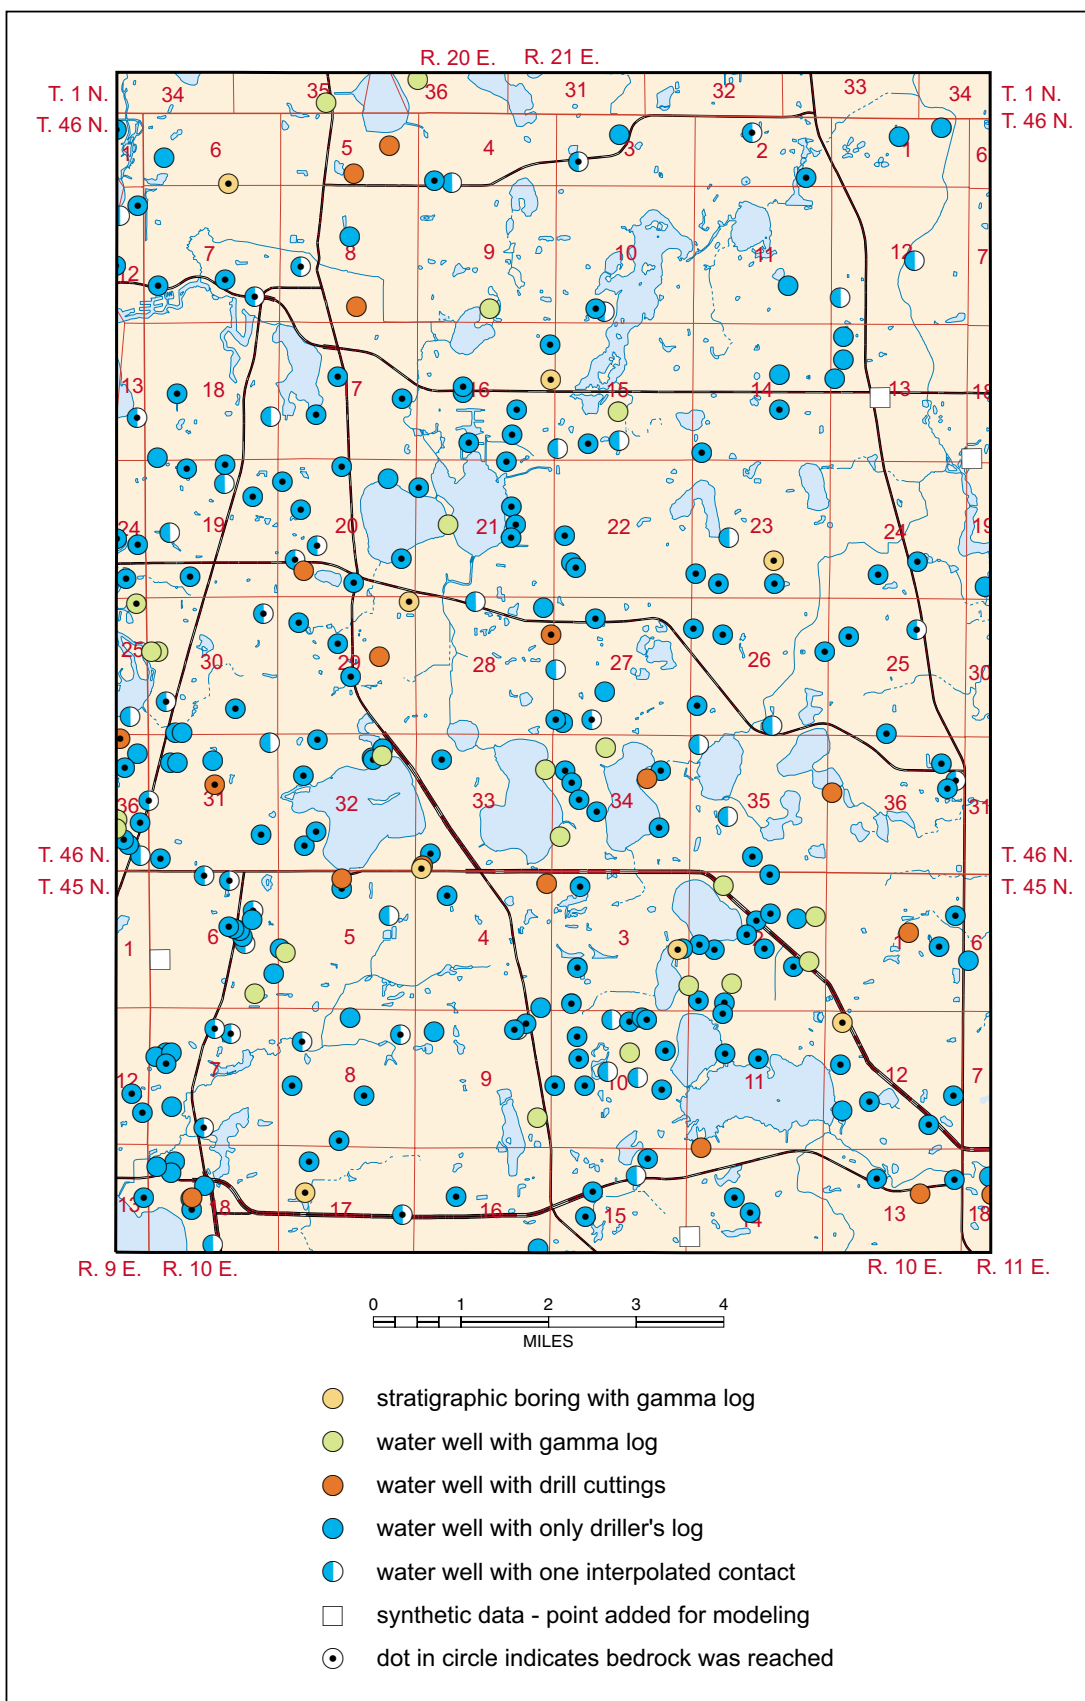 R. 20 E. R. 21 E.
T. 1 N. 34 35 36 31 32 33 34 T. 1 N.
T. 46 N. T. 46 N.
1 6 5 4 3 2 1 6
12 7 8 9 10 11 12 7
13 18 17 16 15 14 13 18
24 19 20 21 22 23 24 19
25 30 29 28 27 26 25 30
36 31 32 33 34 35 36 31
T. 46 N. T. 46 N.
T. 45 N. T. 45 N.
1 6 5 4 3 2 1 6
12 7 8 9 10 11 12 7
13 18 17 16 15 14 13 18
R. 9 E. R. 10 E. R. 10 E. R. 11 E.
0 1 2 3 4
MILES
stratigraphic boring with gamma log
water well with gamma log
water well with drill cuttings
water well with only driller's log
water well with one interpolated contact
synthetic data - point added for modeling
dot in circle indicates bedrock was reached